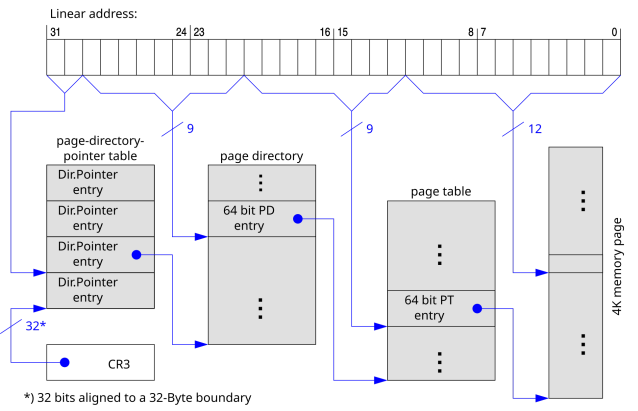 Linear address:
31 24 23 16 15 8 7 0
9 9 12
page-directory-
pointer table
page directory
page table
Dir.Pointer
entry
Dir.Pointer
entry
Dir.Pointer
entry
Dir.Pointer
entry
64 bit PD
entry
64 bit PT
entry
4K memory page
32*
CR3
*) 32 bits aligned to a 32-Byte boundary